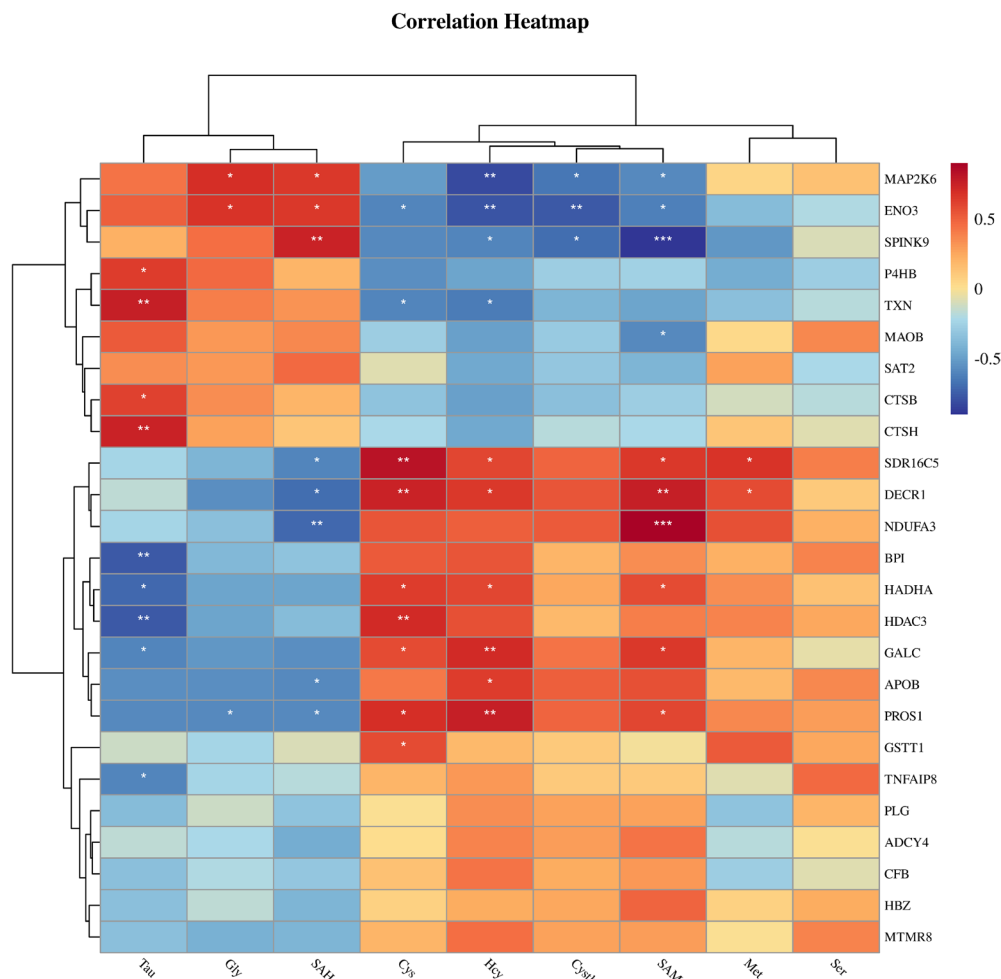 Correlation Heatmap
* * ** * * MAP2K6
* * * ** ** * ENO3
** * * *** SPINK9
* P4HB
** * * TXN
* MAOB
SAT2
* CTSB
** CTSH
* ** * * * SDR16C5
* ** * ** * DECR1
** *** NDUFA3
** BPI
* * * * HADHA
** ** HDAC3
* * ** * GALC
* * APOB
* * * ** * PROS1
* GSTT1
* TNFAIP8
PLG
ADCY4
CFB
HBZ
MTMR8
0.5
0
-0.5
Tau Gly SAH Cys Hcy SAM Met Ser